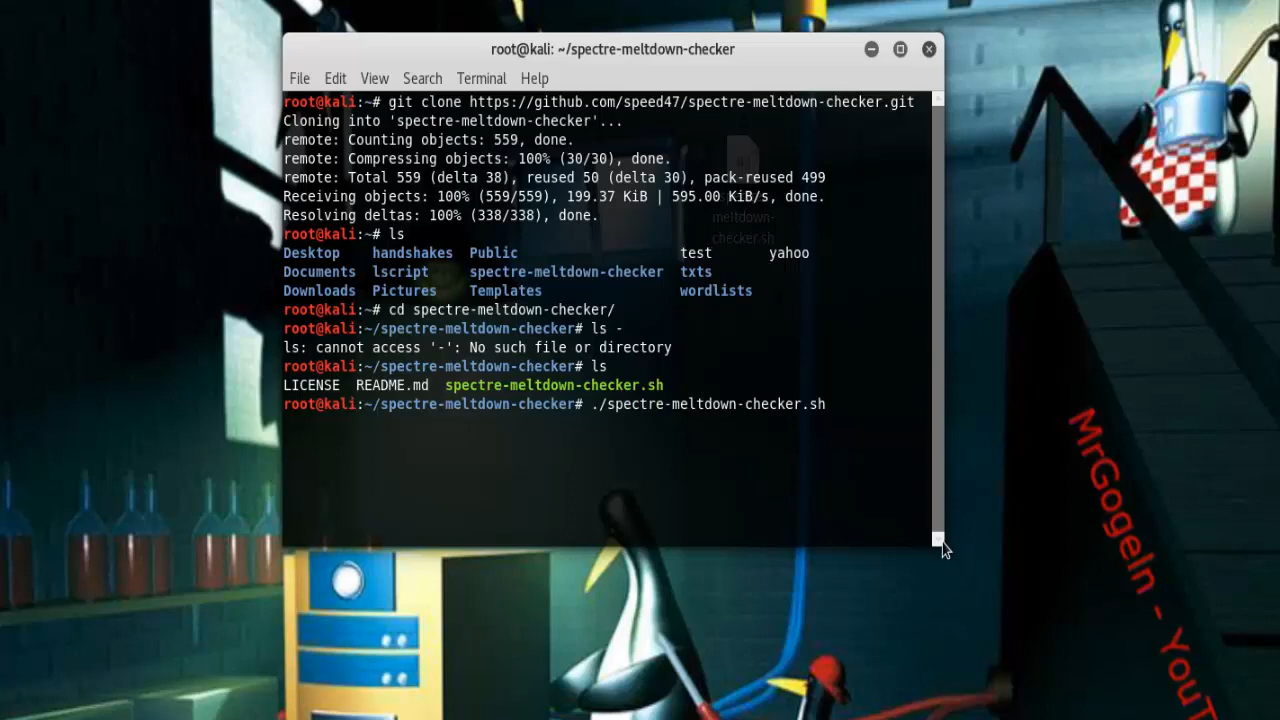 root@kali: ~/spectre-meltdown-checker
File Edit View Search Terminal Help
root@kali:~# git clone https://github.com/speed47/spectre-meltdown-checker.git
Cloning into 'spectre-meltdown-checker'...
remote: Counting objects: 559, done.
remote: Compressing objects: 100% (30/30), done.
remote: Total 559 (delta 38), reused 50 (delta 30), pack-reused 499
Receiving objects: 100% (559/559), 199.37 KiB | 595.00 KiB/s, done.
Resolving deltas: 100% (338/338), done.
root@kali:~# ls
Desktop handshakes Public test yahoo
Documents lscript spectre-meltdown-checker txts
Downloads Pictures Templates wordlists
root@kali:~# cd spectre-meltdown-checker/
root@kali:~/spectre-meltdown-checker# ls -
ls: cannot access '-': No such file or directory
root@kali:~/spectre-meltdown-checker# ls
LICENSE README.md spectre-meltdown-checker.sh
root@kali:~/spectre-meltdown-checker# ./spectre-meltdown-checker.sh
meltdown-
checker.sh
MrGogeln - YouT